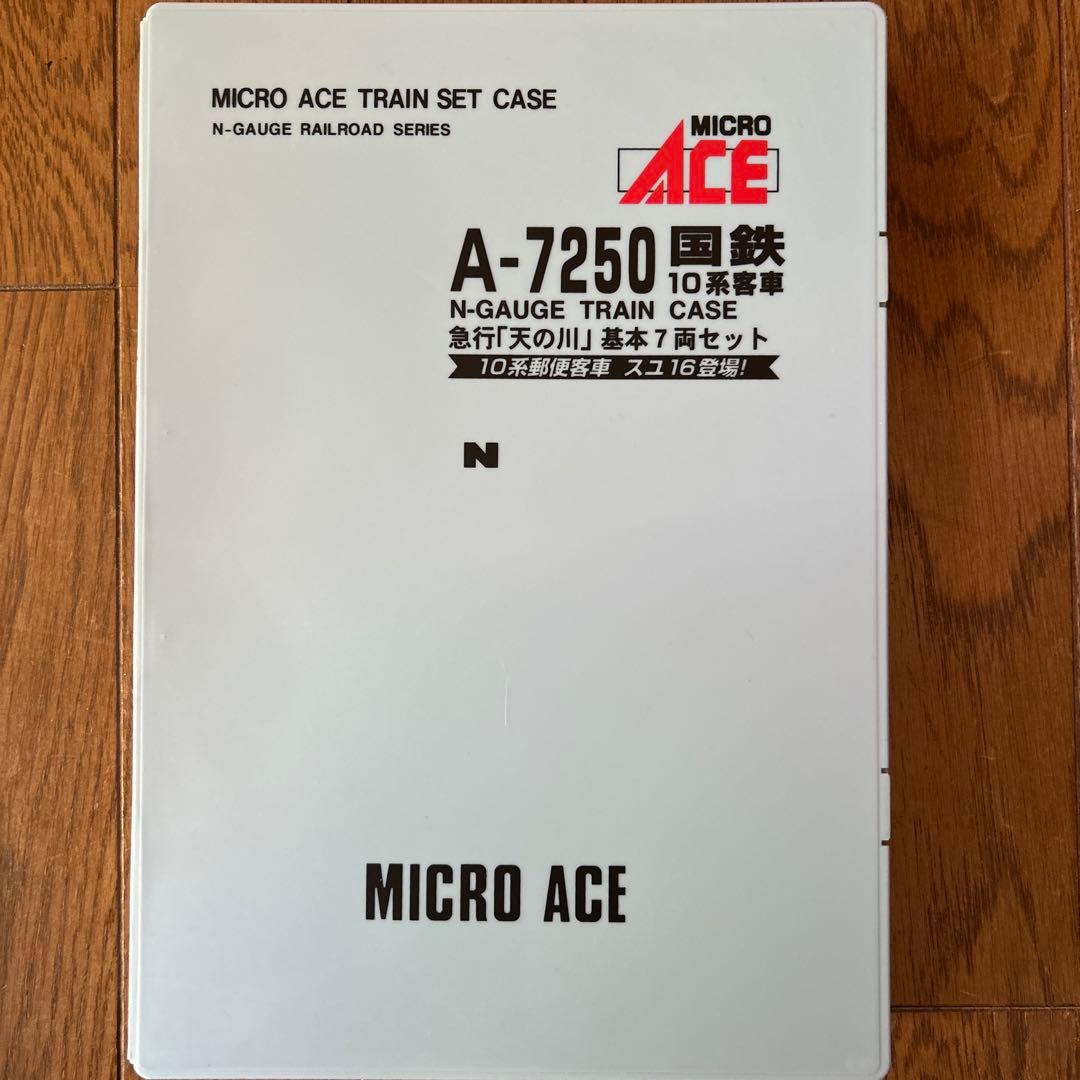 MICRO ACE TRAIN SET CASE
N-GAUGE RAILROAD SERIES
MICRO
ACE
A-7250 国鉄
10系客車
N-GAUGE TRAIN CASE
急行「天の川」基本7両セット
10系郵便客車 スユ16登場!
N
MICRO ACE